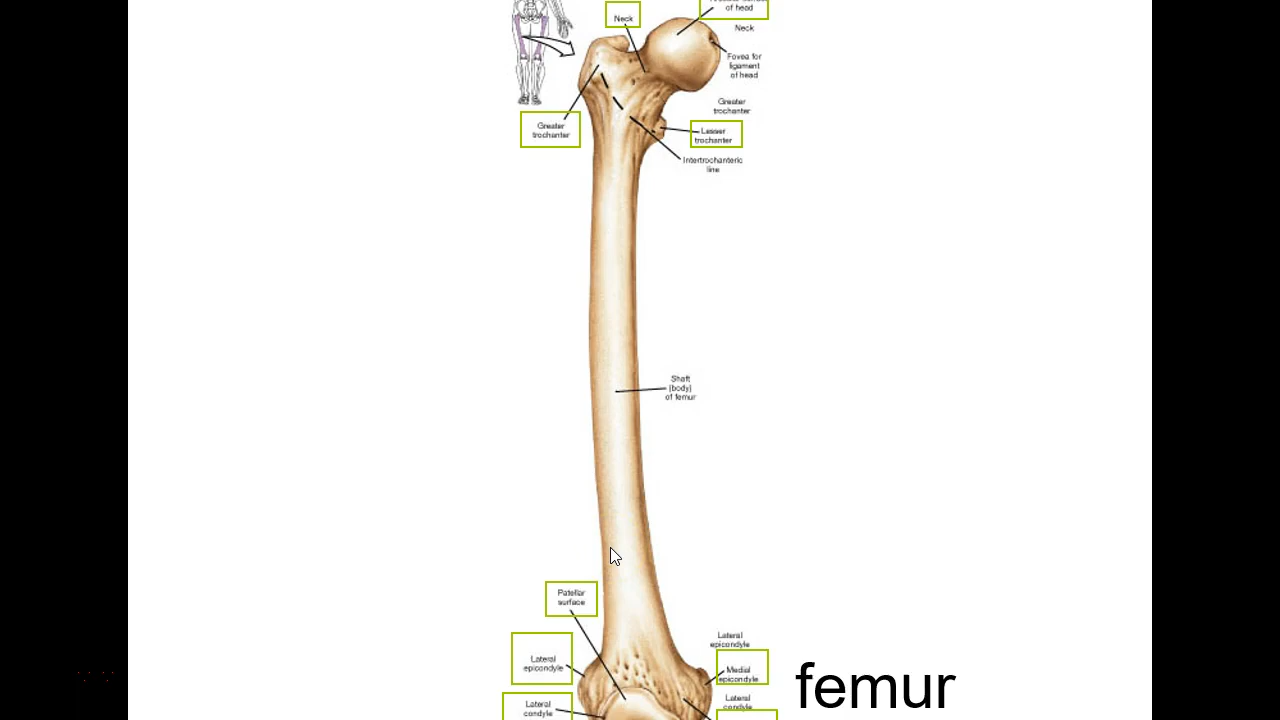 of head
Neck
Neck
Fovea for
ligament
of head
Greater
trochanter
Greater
trochanter
Lesser
trochanter
Intertrochanteric
line
Shaft
(body)
of femur
Patellar
surface
Lateral
epicondyle
Lateral
epicondyle
Medial
epicondyle
Lateral
condyle
Lateral
condyle
femur